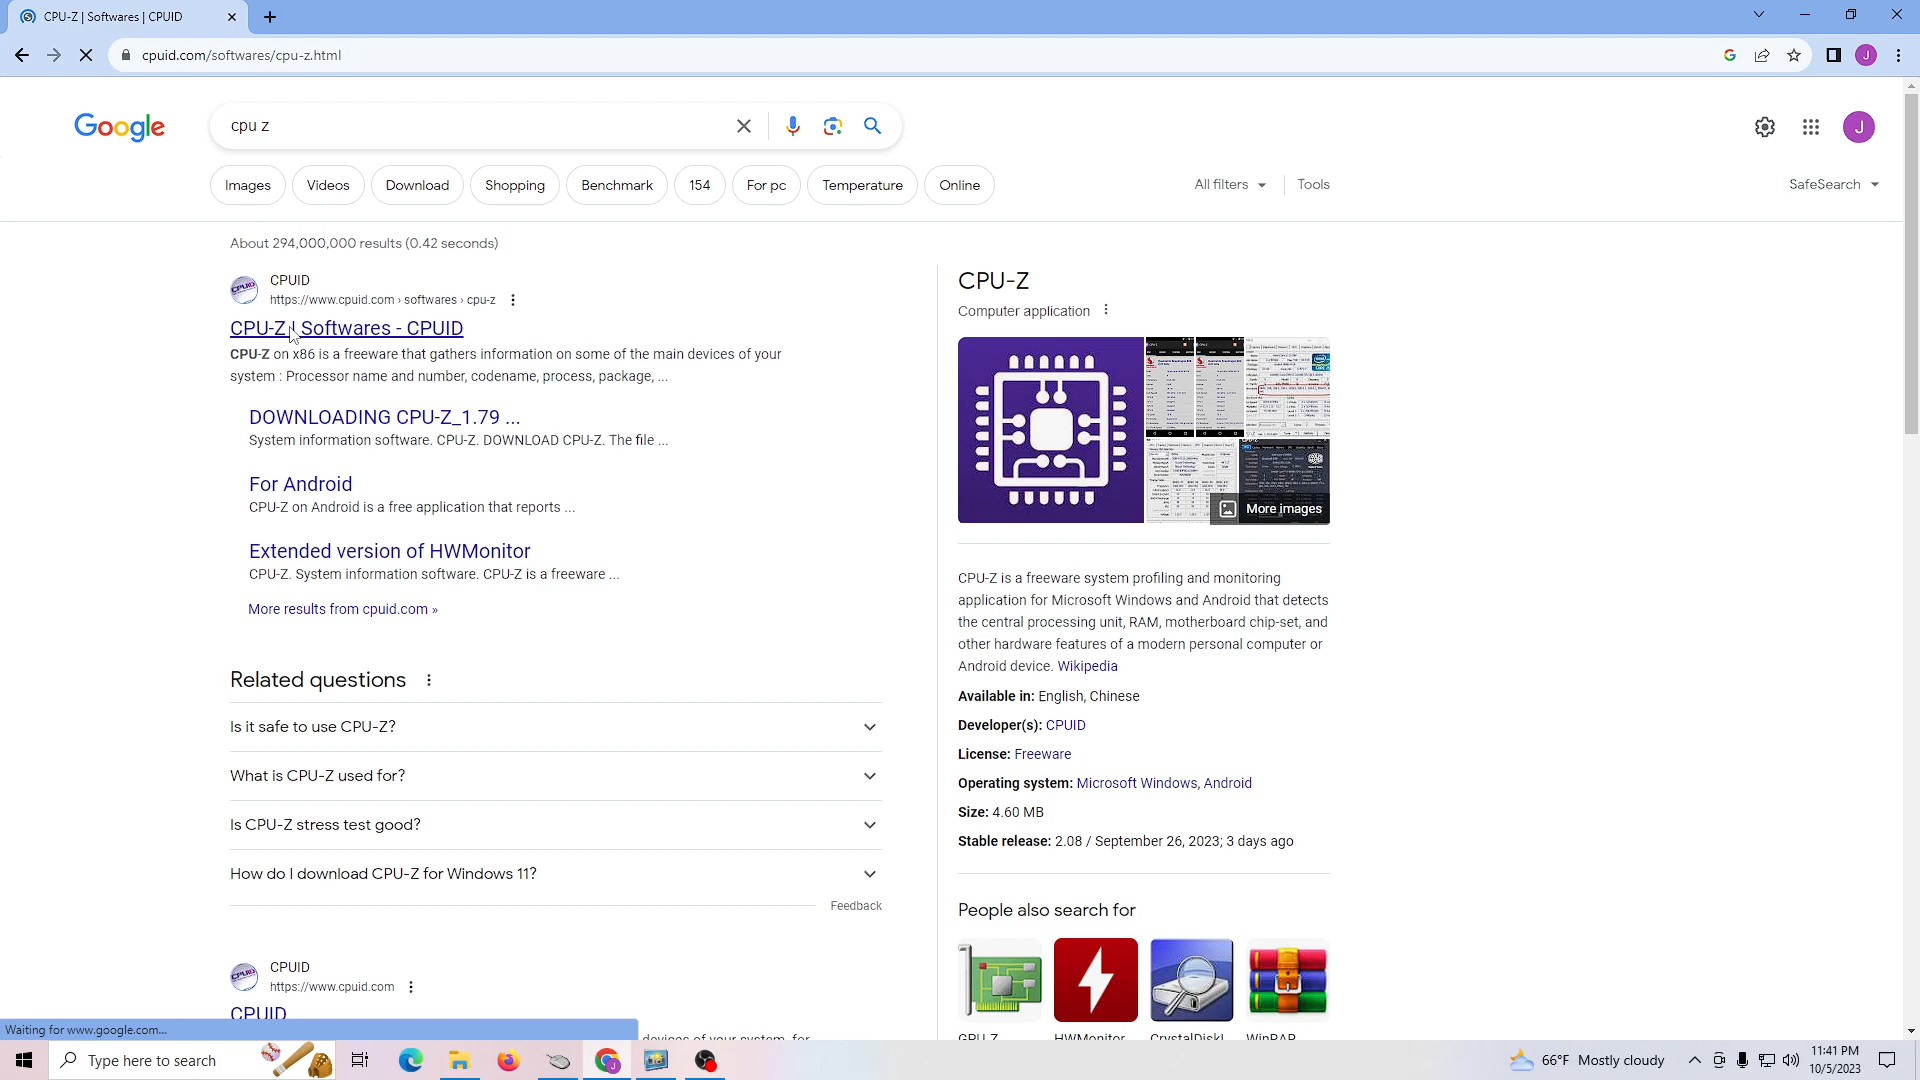 CPU-Z | Softwares | CPUID
cpuid.com/softwares/cpu-z.html
J
Google
cpu z
J
Images
Videos
Download
Shopping
Benchmark
154
For pc
Temperature
Online
All filters
Tools
SafeSearch
About 294,000,000 results (0.42 seconds)
CPUID
https://www.cpuid.com › softwares › cpu-z
CPU-Z | Softwares - CPUID
CPU-Z on x86 is a freeware that gathers information on some of the main devices of your
system : Processor name and number, codename, process, package, ...
DOWNLOADING CPU-Z_1.79 ...
System information software. CPU-Z. DOWNLOAD CPU-Z. The file ...
For Android
CPU-Z on Android is a free application that reports ...
Extended version of HWMonitor
CPU-Z. System information software. CPU-Z is a freeware ...
More results from cpuid.com »
Related questions
Is it safe to use CPU-Z?
What is CPU-Z used for?
Is CPU-Z stress test good?
How do I download CPU-Z for Windows 11?
Feedback
CPUID
https://www.cpuid.com
CPUID
devices of your system, for
CPU-Z
Computer application
More images
CPU-Z is a freeware system profiling and monitoring
application for Microsoft Windows and Android that detects
the central processing unit, RAM, motherboard chip-set, and
other hardware features of a modern personal computer or
Android device. Wikipedia
Available in: English, Chinese
Developer(s): CPUID
License: Freeware
Operating system: Microsoft Windows, Android
Size: 4.60 MB
Stable release: 2.08 / September 26, 2023; 3 days ago
People also search for
GPU-Z
HWMonitor
CrystalDiskI...
WinRAR
Waiting for www.google.com...
Type here to search
66°F Mostly cloudy
11:41 PM
10/5/2023